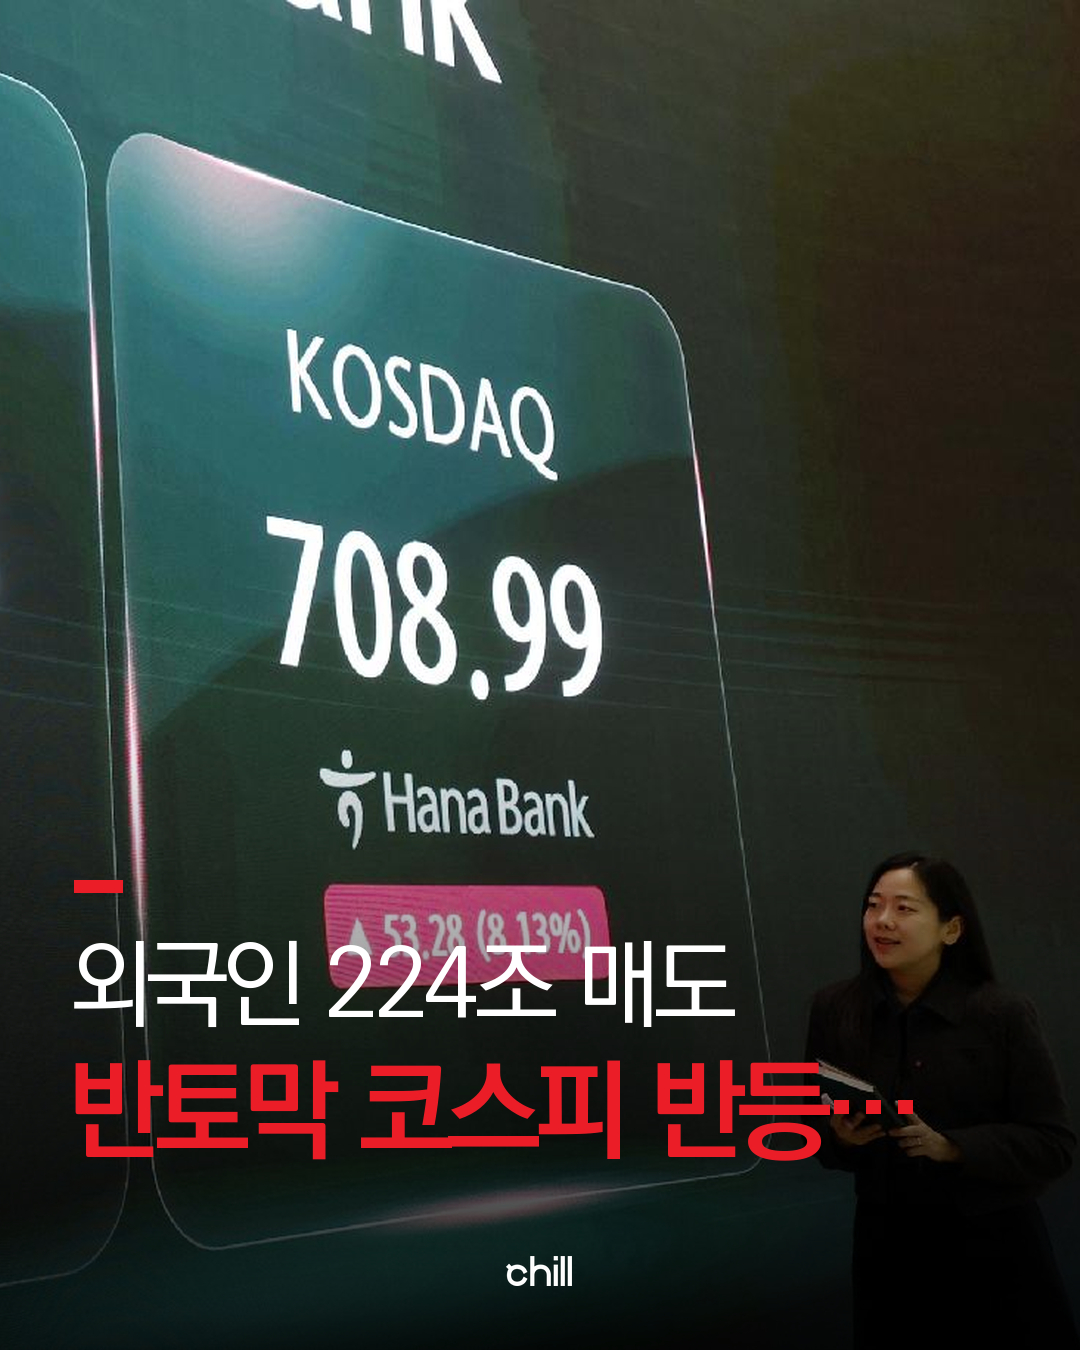 KOSDAQ
708.99
Hana Bank
▲ 53.28 (8.13%)
외국인 224조 매도
반토막 코스피 반등…
chill